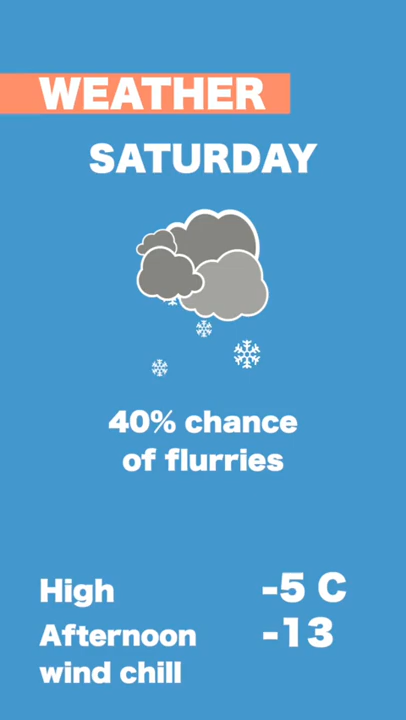 WEATHER
SATURDAY
40% chance
of flurries
High -5 C
Afternoon -13
wind chill